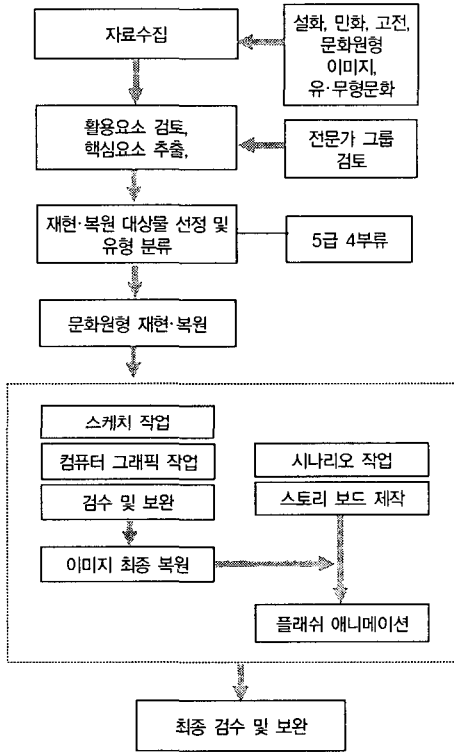 자료수집
설화, 민화, 고전,
문화원형
이미지,
유·무형문화
활용요소 검토,
핵심요소 추출,
전문가 그룹
검토
재현·복원 대상물 선정 및
유형 분류
5급 4부류
문화원형 재현·복원
스케치 작업
컴퓨터 그래픽 작업
검수 및 보완
이미지 최종 복원
시나리오 작업
스토리 보드 제작
플래쉬 애니메이션
최종 검수 및 보완